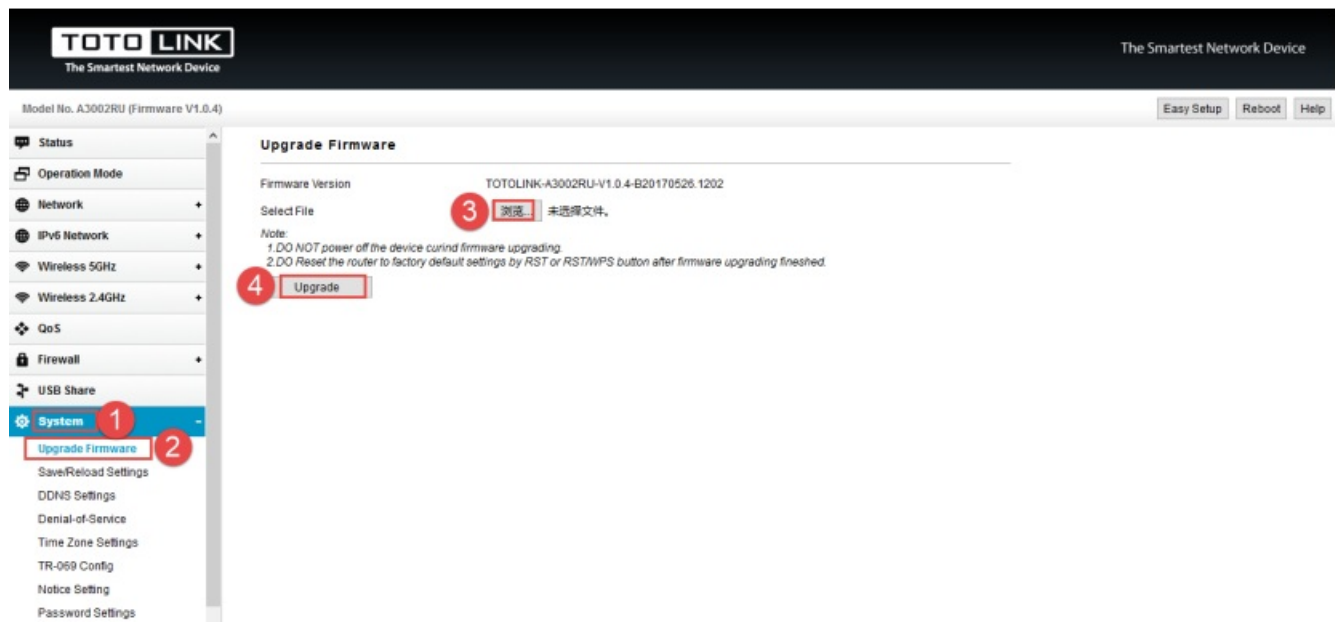 TOTO LINK
The Smartest Network Device
The Smartest Network Device
Model No. A3002RU (Firmware V1.0.4)
Easy Setup Reboot Help
Status
Operation Mode
Network +
IPv6 Network +
Wireless 5GHz +
Wireless 2.4GHz +
QoS
Firewall +
USB Share
System 1 -
Upgrade Firmware 2
Save/Reload Settings
DDNS Settings
Denial-of-Service
Time Zone Settings
TR-069 Config
Notice Setting
Password Settings
Upgrade Firmware
Firmware Version TOTOLINK-A3002RU-V1.0.4-B20170526.1202
Select File 3 浏览... 未选择文件。
Note:
1.DO NOT power off the device curind firmware upgrading.
2.DO Reset the router to factory default settings by RST or RST/WPS button after firmware upgrading fineshed.
4 Upgrade